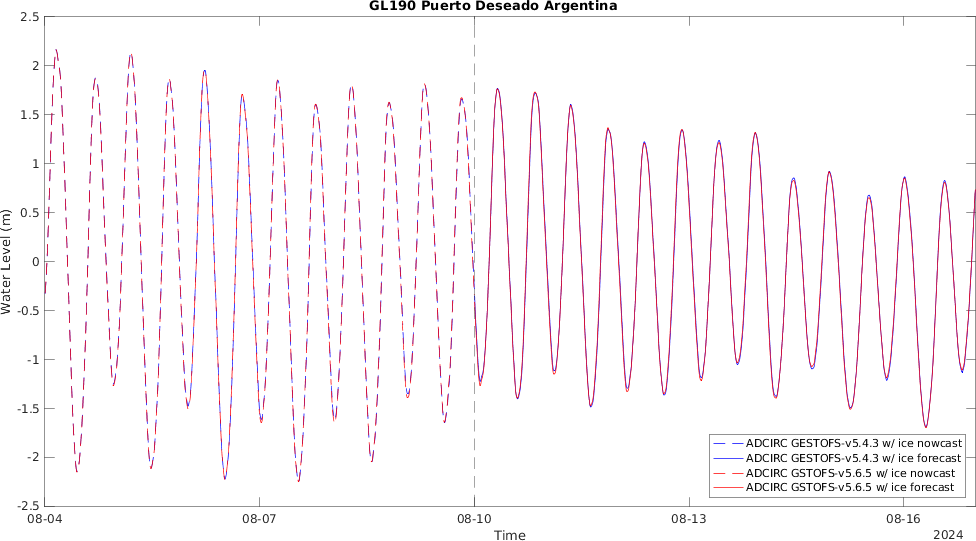 GL190 Puerto Deseado Argentina
2.5
2
1.5
1
0.5
0
-0.5
-1
-1.5
-2
-2.5
Water Level (m)
ADCIRC GESTOFS-v5.4.3 w/ ice nowcast
ADCIRC GESTOFS-v5.4.3 w/ ice forecast
ADCIRC GSTOFS-v5.6.5 w/ ice nowcast
ADCIRC GSTOFS-v5.6.5 w/ ice forecast
08-04 08-07 08-10 08-13 08-16
Time
2024